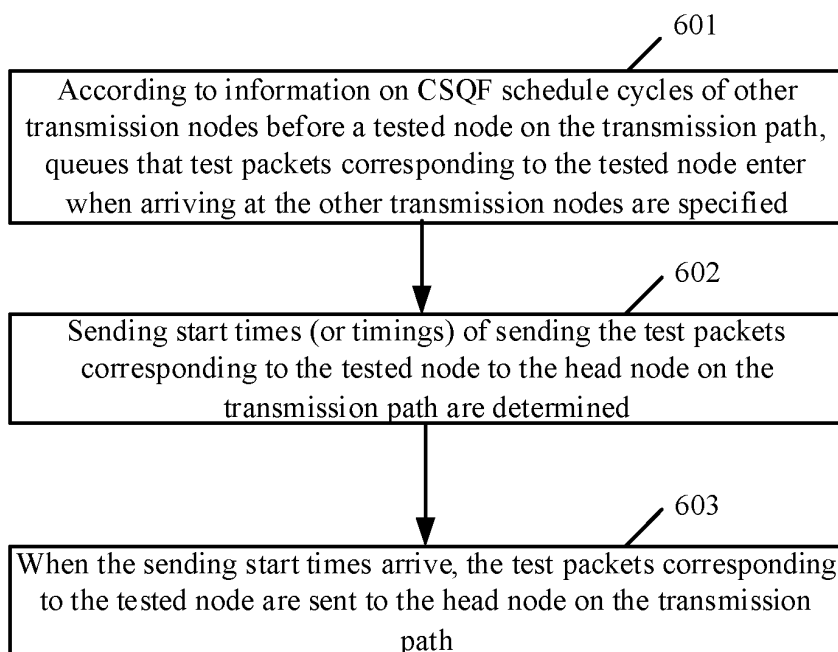 601
According to information on CSQF schedule cycles of other
transmission nodes before a tested node on the transmission path,
queues that test packets corresponding to the tested node enter
when arriving at the other transmission nodes are specified
602
Sending start times (or timings) of sending the test packets
corresponding to the tested node to the head node on the
transmission path are determined
603
When the sending start times arrive, the test packets corresponding
to the tested node are sent to the head node on the transmission
path